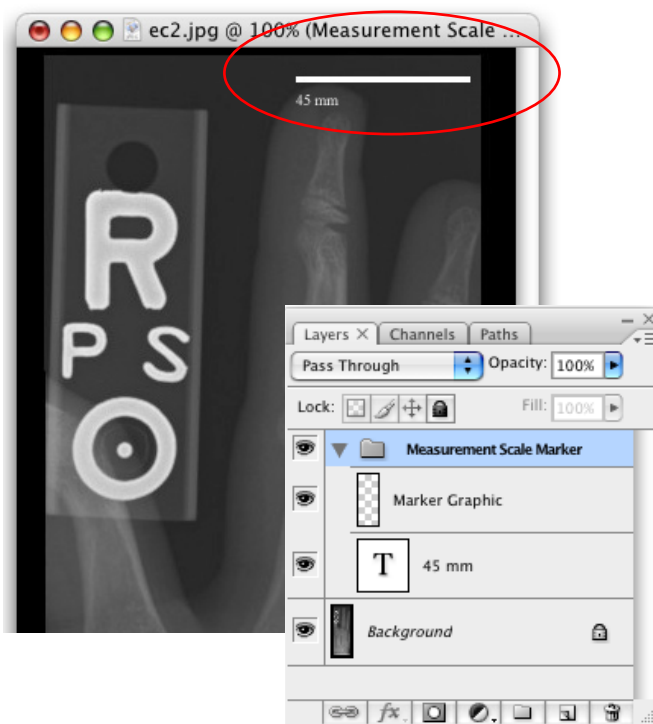 ec2.jpg @ 100% (Measurement Scale ...
45 mm
R
P S
Layers Channels Paths
Pass Through Opacity: 100%
Lock: Fill: 100%
Measurement Scale Marker
Marker Graphic
T 45 mm
Background
fx